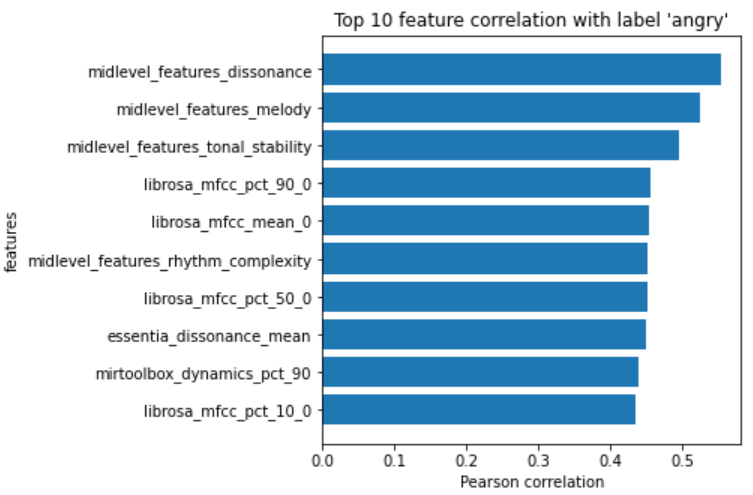 Top 10 feature correlation with label 'angry'
features
midlevel_features_dissonance
midlevel_features_melody
midlevel_features_tonal_stability
librosa_mfcc_pct_90_0
librosa_mfcc_mean_0
midlevel_features_rhythm_complexity
librosa_mfcc_pct_50_0
essentia_dissonance_mean
mirtoolbox_dynamics_pct_90
librosa_mfcc_pct_10_0
0.0 0.1 0.2 0.3 0.4 0.5
Pearson correlation